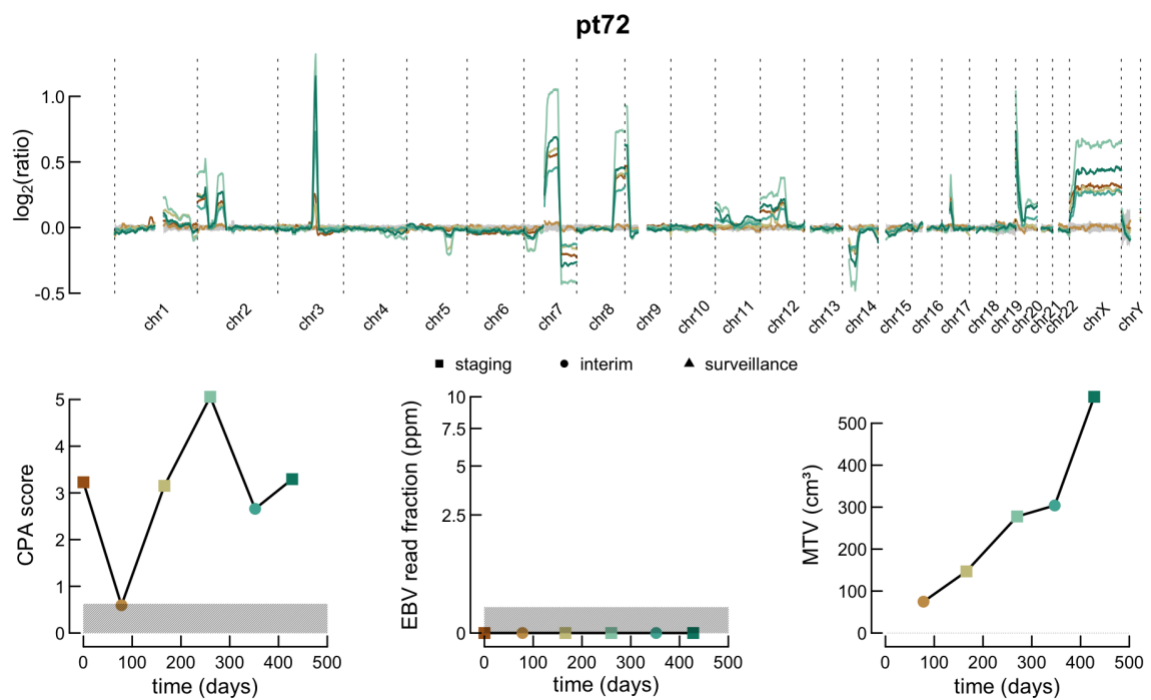 pt72
log2(ratio)
1.0
0.5
0.0
-0.5
chr1 chr2 chr3 chr4 chr5 chr6 chr7 chr8 chr9 chr10 chr11 chr12 chr13 chr14 chr15 chr16 chr17 chr18 chr19 chr20 chr21 chr22 chrX chrY
staging interim surveillance
CPA score
5
4
3
2
1
0
0 100 200 300 400 500
time (days)
EBV read fraction (ppm)
10
7.5
5
2.5
0
0 100 200 300 400 500
time (days)
MTV (cm³)
500
400
300
200
100
0
0 100 200 300 400 500
time (days)